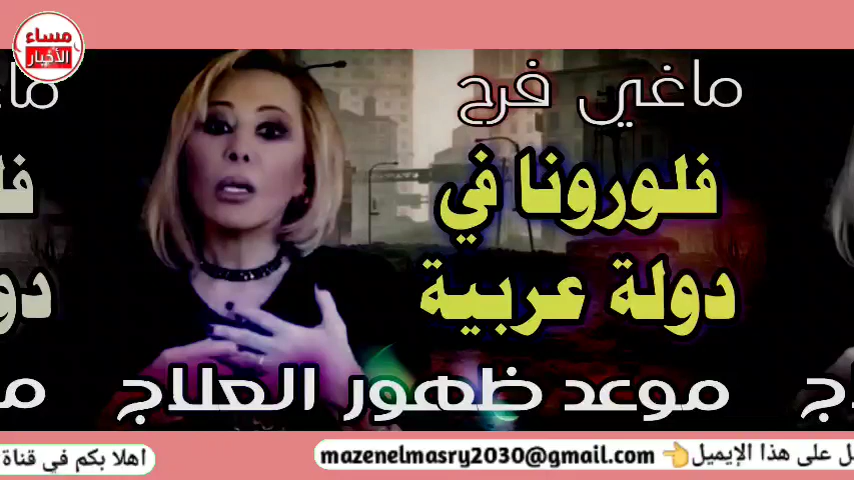 مساء
الأخبار
ماغي فرح
فلورونا في
دولة عربية
موعد ظهور العلاج
على هذا الإيميل👈 mazenelmasry2030@gmail.com
اهلا بكم في قناة